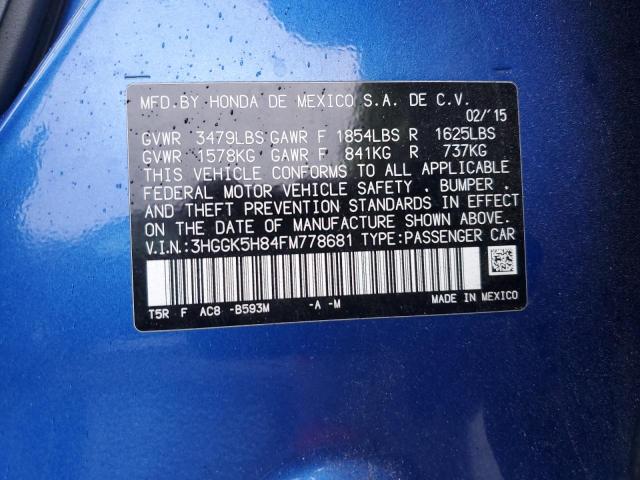 MFD.BY HONDA DE MEXICO S.A. DE C.V.
02/'15
GVWR 3479LBS GAWR F 1854LBS R 1625LBS
GVWR 1578KG GAWR F 841KG R 737KG
THIS VEHICLE CONFORMS TO ALL APPLICABLE
FEDERAL MOTOR VEHICLE SAFETY . BUMPER .
AND THEFT PREVENTION STANDARDS IN EFFECT
ON THE DATE OF MANUFACTURE SHOWN ABOVE.
V.I.N.:3HGGK5H84FM778681 TYPE:PASSENGER CAR
T5R F AC8 -B593M -A -M MADE IN MEXICO